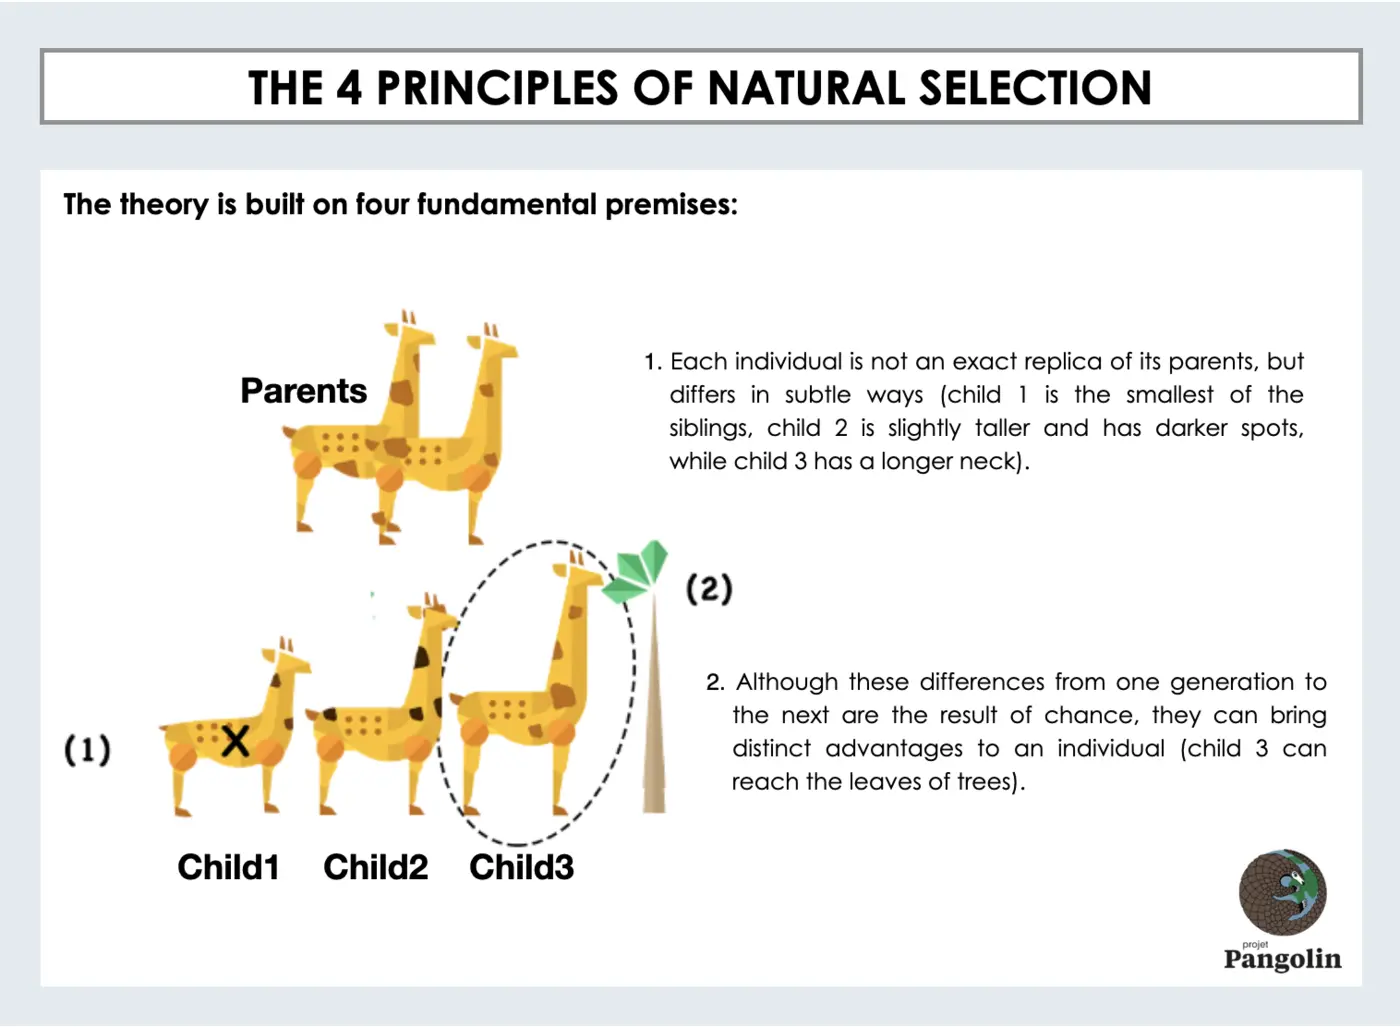 THE 4 PRINCIPLES OF NATURAL SELECTION
The theory is built on four fundamental premises:
Parents
1. Each individual is not an exact replica of its parents, but
differs in subtle ways (child 1 is the smallest of the
siblings, child 2 is slightly taller and has darker spots,
while child 3 has a longer neck).
(2)
2. Although these differences from one generation to
the next are the result of chance, they can bring
distinct advantages to an individual (child 3 can
reach the leaves of trees).
(1)
X
Child1 Child2 Child3
projet
Pangolin